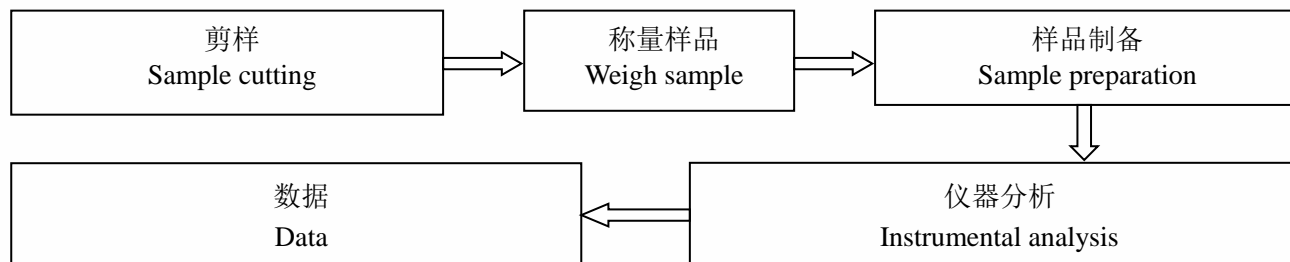 剪样
Sample cutting
称量样品
Weigh sample
样品制备
Sample preparation
仪器分析
Instrumental analysis
数据
Data